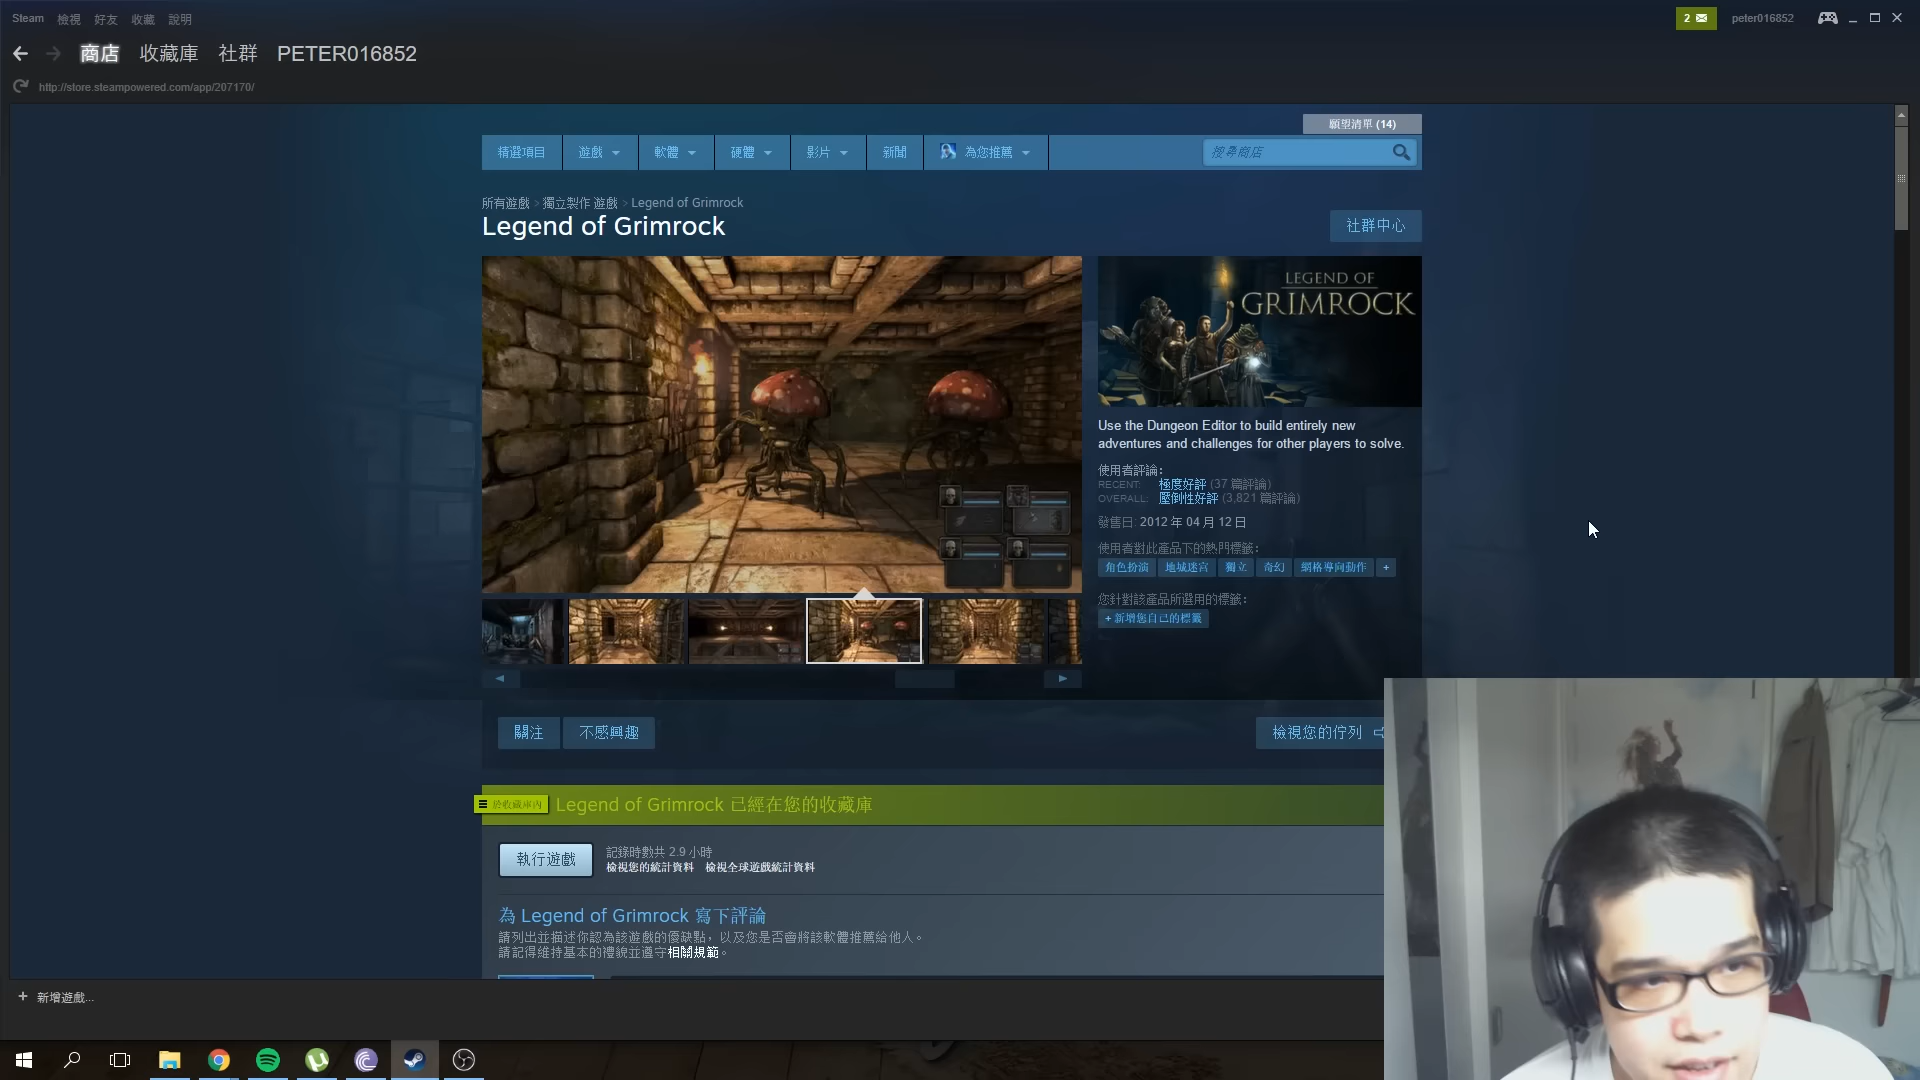 Steam 檢視 好友 收藏 說明
2 peter016852
商店 收藏庫 社群 PETER016852
http://store.steampowered.com/app/207170/
願望清單 (14)
精選項目 遊戲 軟體 硬體 影片 新聞 為您推薦 搜尋商店
所有遊戲 > 獨立製作 遊戲 > Legend of Grimrock
Legend of Grimrock
社群中心
LEGEND OF
GRIMROCK
Use the Dungeon Editor to build entirely new
adventures and challenges for other players to solve.
使用者評論:
RECENT: 極度好評 (37 篇評論)
OVERALL: 壓倒性好評 (3,821 篇評論)
發售日: 2012 年 04 月 12 日
使用者對此產品下的熱門標籤:
角色扮演 地城迷宮 獨立 奇幻 網格導向動作 +
您針對該產品所選用的標籤:
+ 新增您自己的標籤
關注 不感興趣 檢視您的佇列
於收藏庫內 Legend of Grimrock 已經在您的收藏庫
執行遊戲
記錄時數共 2.9 小時
檢視您的統計資料 檢視全球遊戲統計資料
為 Legend of Grimrock 寫下評論
請列出並描述你認為該遊戲的優缺點，以及您是否會將該軟體推薦給他人。
請記得維持基本的禮貌並遵守相關規範。
+ 新增遊戲...